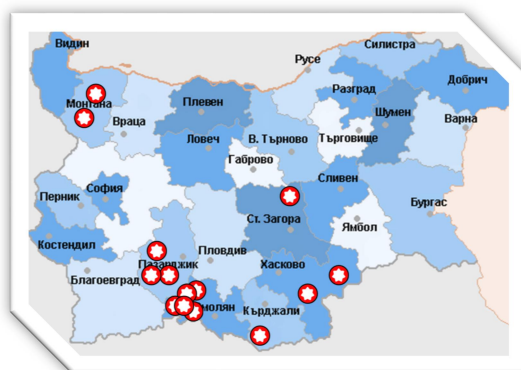 Видин
Силистра
Русе
Добрич
Монтана
Разград
Плевен
Шумен
Враца
Варна
Ловеч
В. Търново
Търговище
Габрово
София
Сливен
Перник
Бургас
Ст. Загора
Ямбол
Костендил
Пловдив
Пазарджик
Хасково
Благоевград
молян
Кърджали